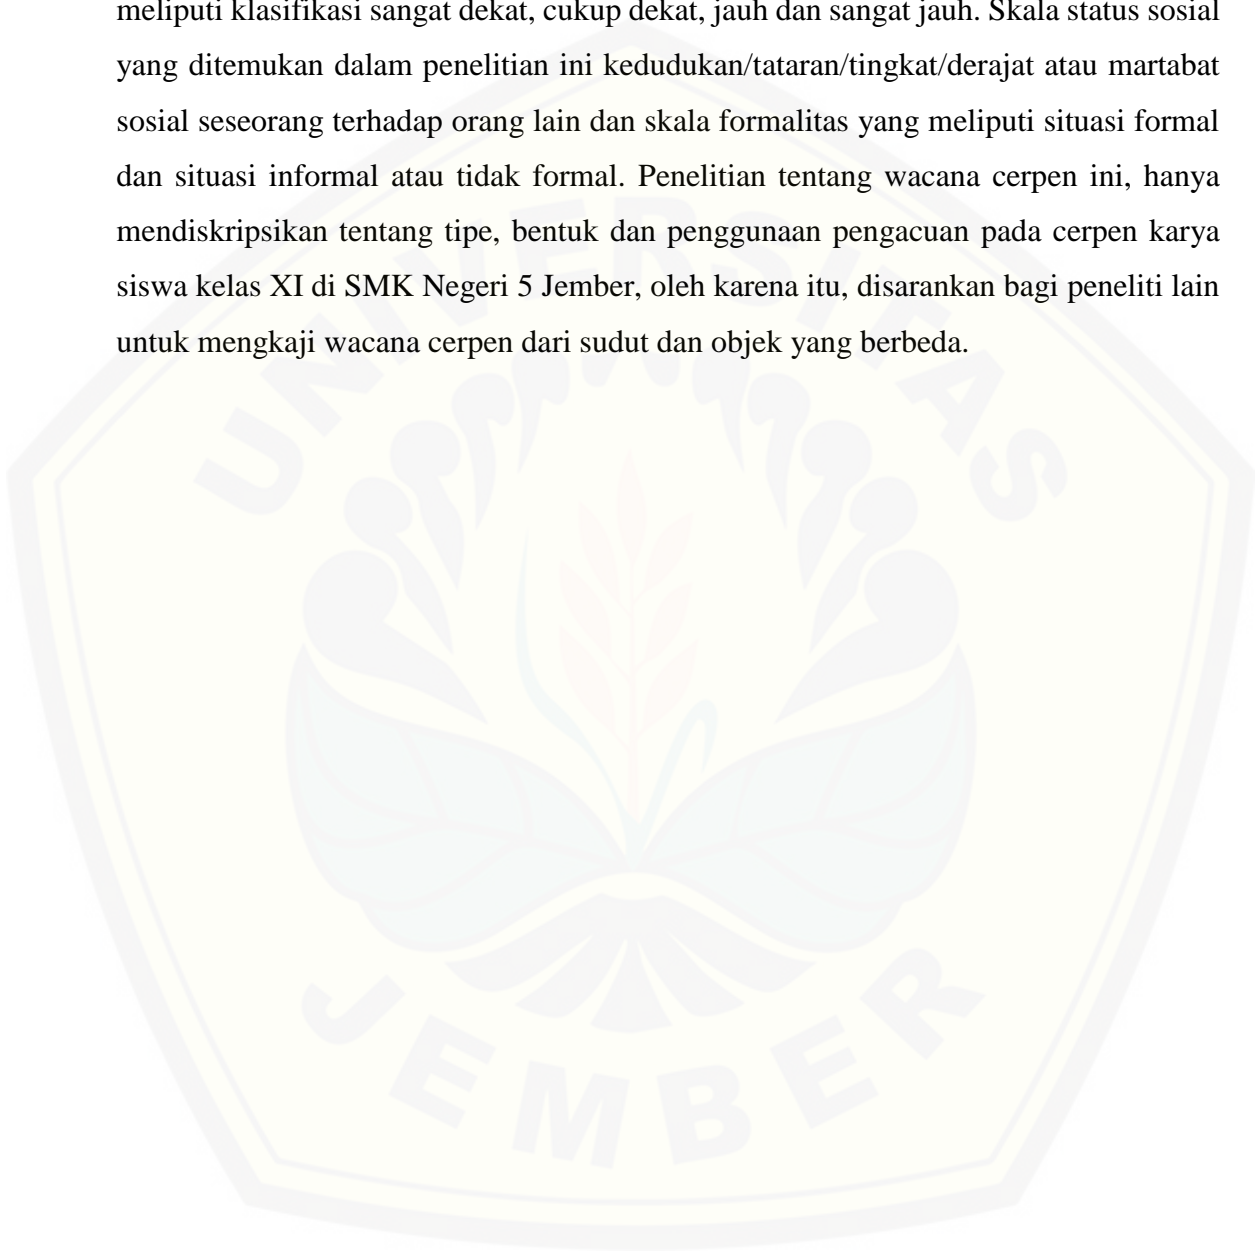 meliputi klasifikasi sangat dekat, cukup dekat, jauh dan sangat jauh. Skala status sosial
yang ditemukan dalam penelitian ini kedudukan/tataran/tingkat/derajat atau martabat
sosial seseorang terhadap orang lain dan skala formalitas yang meliputi situasi formal
dan situasi informal atau tidak formal. Penelitian tentang wacana cerpen ini, hanya
mendiskripsikan tentang tipe, bentuk dan penggunaan pengacuan pada cerpen karya
siswa kelas XI di SMK Negeri 5 Jember, oleh karena itu, disarankan bagi peneliti lain
untuk mengkaji wacana cerpen dari sudut dan objek yang berbeda.
UNIVERSITAS
JEMBER